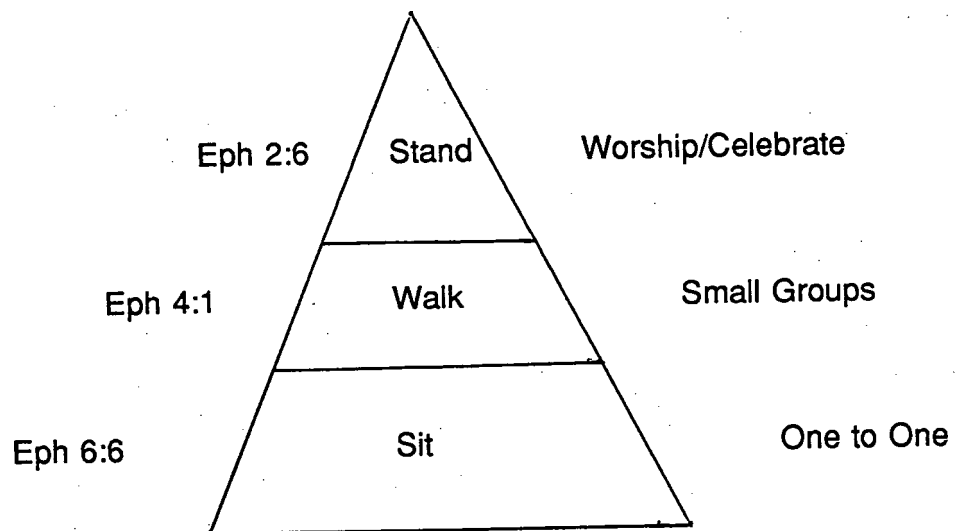 Eph 2:6 Stand Worship/Celebrate
Eph 4:1 Walk Small Groups
Eph 6:6 Sit One to One